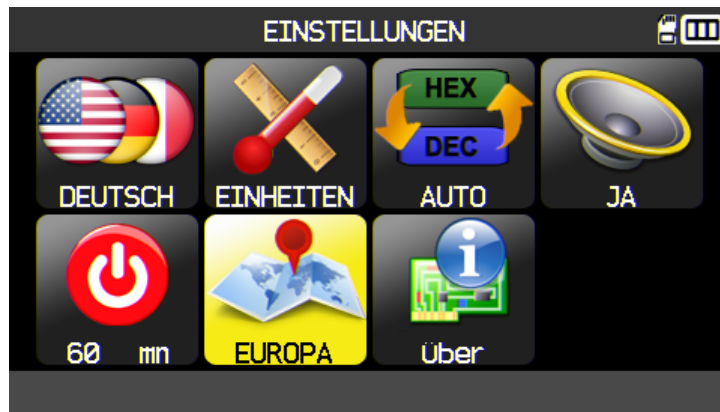 EINSTELLUNGEN
HEX
DEC
DEUTSCH EINHEITEN AUTO JA
60 mn EUROPA Über